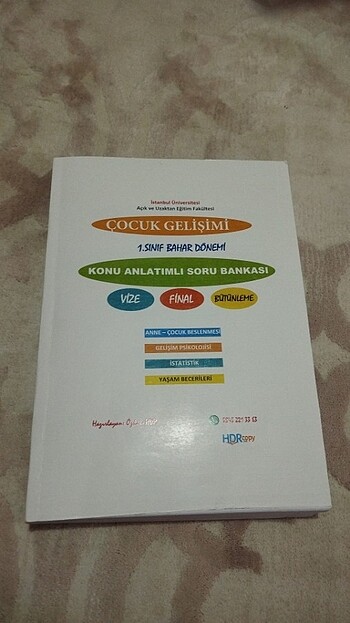 İstanbul Üniversitesi
Açık ve Uzaktan Eğitim Fakültesi
ÇOCUK GELİŞİMİ
1.SINIF BAHAR DÖNEMİ
KONU ANLATIMLI SORU BANKASI
VİZE FİNAL BÜTÜNLEME
ANNE – ÇOCUK BESLENMESİ
GELİŞİM PSİKOLOJİSİ
İSTATİSTİK
YAŞAM BECERİLERİ
Hazırlayan:
HDR copy